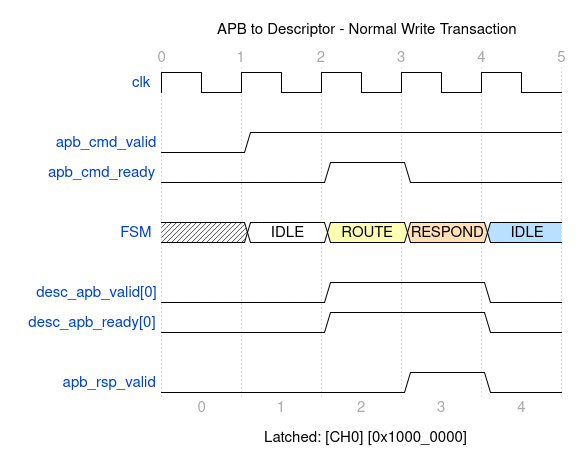 APB to Descriptor - Normal Write Transaction
0 1 2 3 4 5
clk
apb_cmd_valid
apb_cmd_ready
FSM IDLE ROUTE RESPOND IDLE
desc_apb_valid[0]
desc_apb_ready[0]
apb_rsp_valid
0 1 2 3 4
Latched: [CH0] [0x1000_0000]